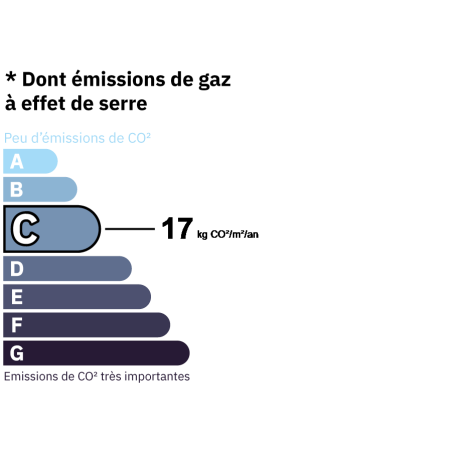 * Dont émissions de gaz
à effet de serre
Peu d'émissions de CO²
A
B
C 17 kg CO²/m²/an
D
E
F
G
Emissions de CO² très importantes